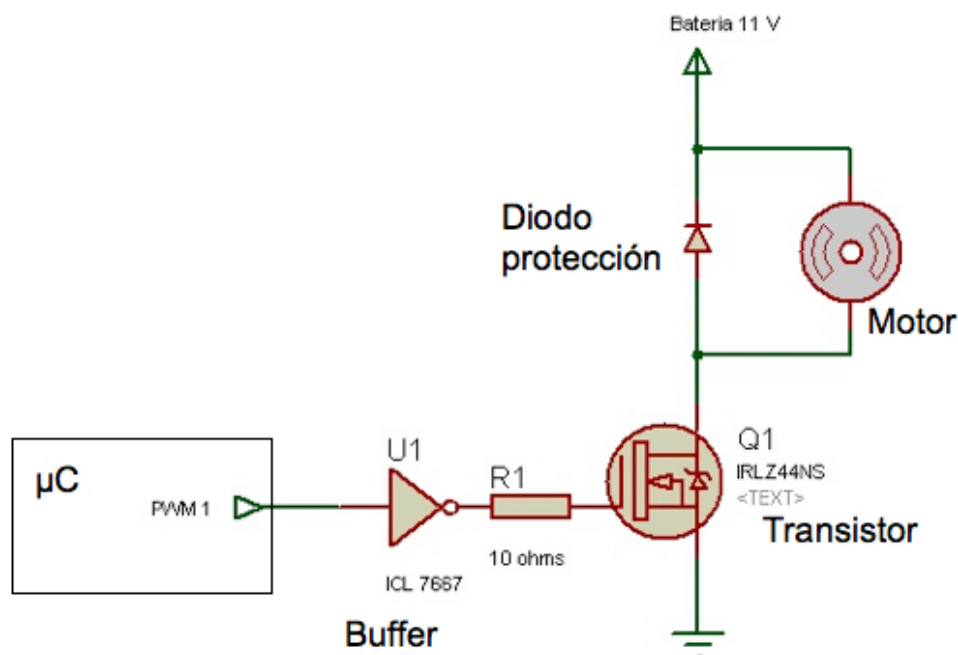 Bateria 11 V
Diodo
protección
Motor
µC
PWM 1
U1
ICL 7667
Buffer
R1
10 ohms
Q1
IRLZ44NS
<TEXT>
Transistor